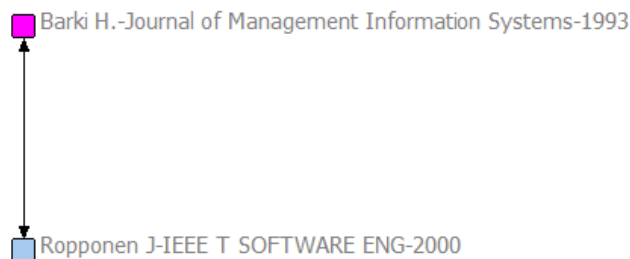 Barki H.-Journal of Management Information Systems-1993
Ropponen J-IEEE T SOFTWARE ENG-2000